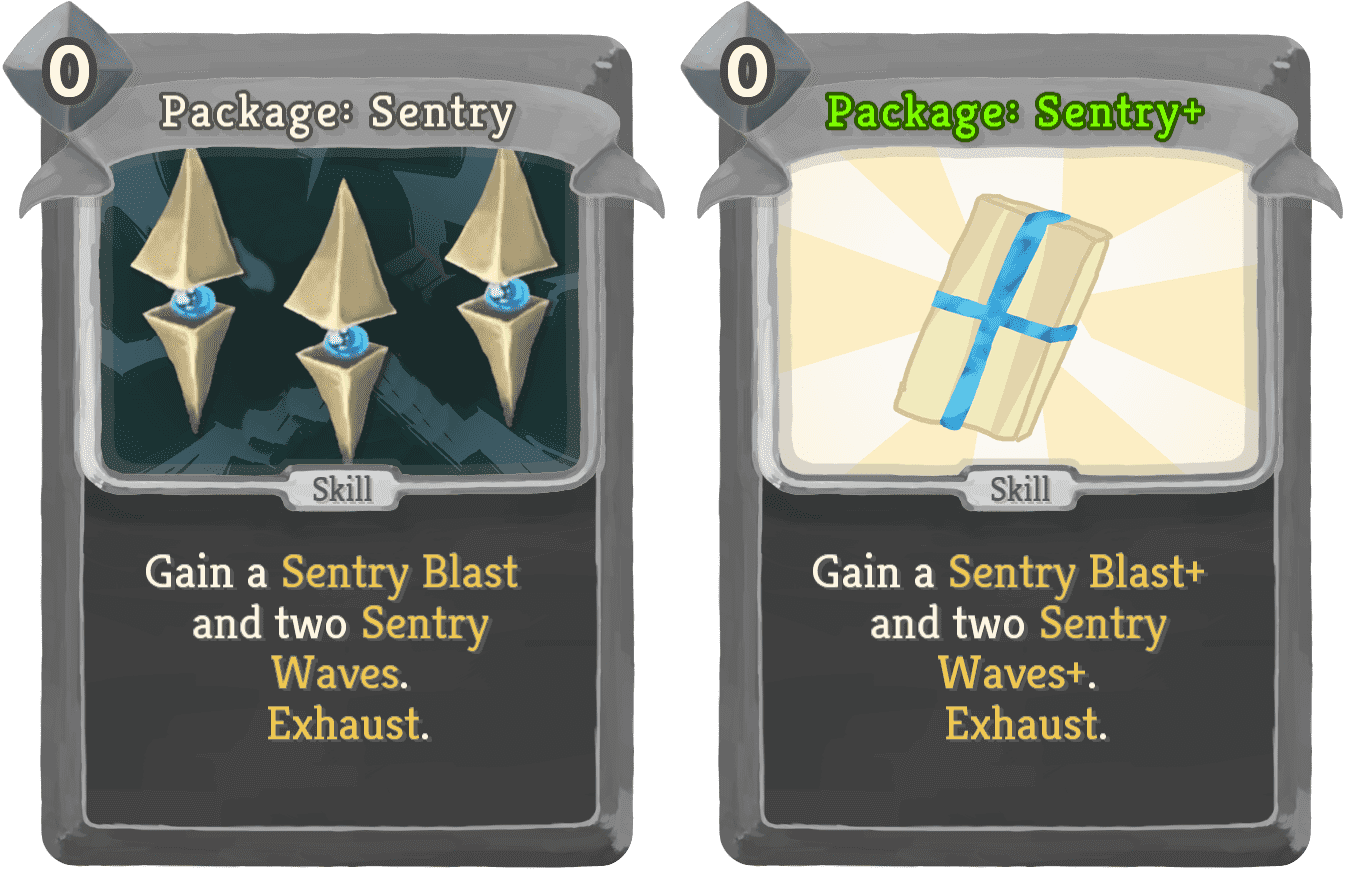 0
Package: Sentry
Skill
Gain a Sentry Blast
and two Sentry
Waves.
Exhaust.
0
Package: Sentry+
Skill
Gain a Sentry Blast+
and two Sentry
Waves+.
Exhaust.